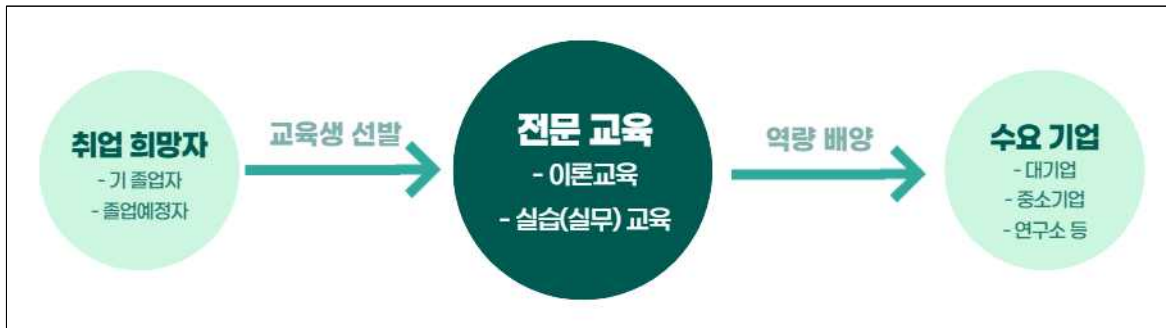 취업 희망자
- 기 졸업자
- 졸업예정자
교육생 선발
전문 교육
- 이론교육
- 실습(실무) 교육
역량 배양
수요 기업
- 대기업
- 중소기업
- 연구소 등